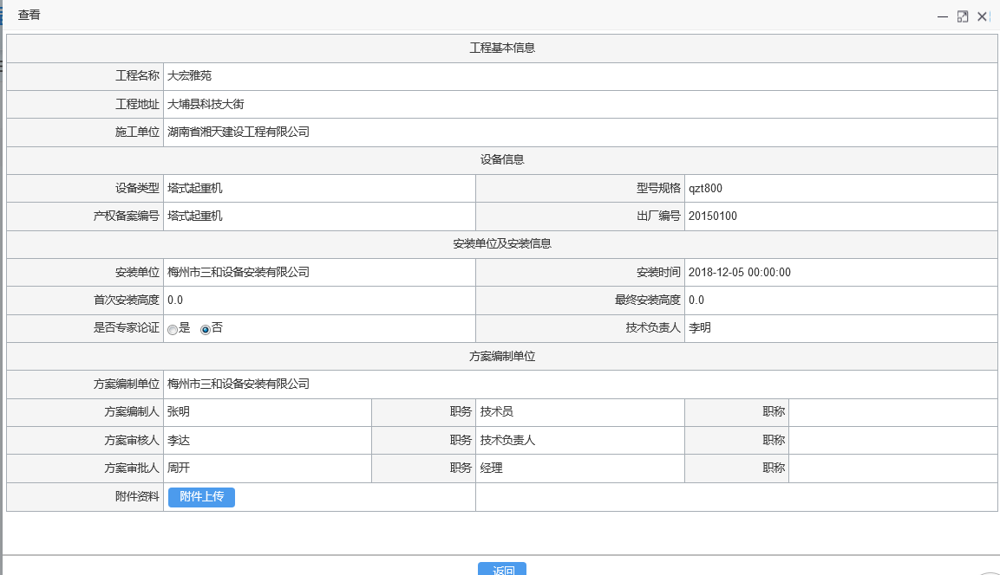 查看
工程基本信息
工程名称 大宏雅苑
工程地址 大埔县科技大街
施工单位 湖南省湘天建设工程有限公司
设备信息
设备类型 塔式起重机 型号规格 qzt800
产权备案编号 塔式起重机 出厂编号 20150100
安装单位及安装信息
安装单位 梅州市三和设备安装有限公司 安装时间 2018-12-05 00:00:00
首次安装高度 0.0 最终安装高度 0.0
是否专家论证 是 否 技术负责人 李明
方案编制单位
方案编制单位 梅州市三和设备安装有限公司
方案编制人 张明 职务 技术员 职称
方案审核人 李达 职务 技术负责人 职称
方案审批人 周开 职务 经理 职称
附件资料 附件上传
返回